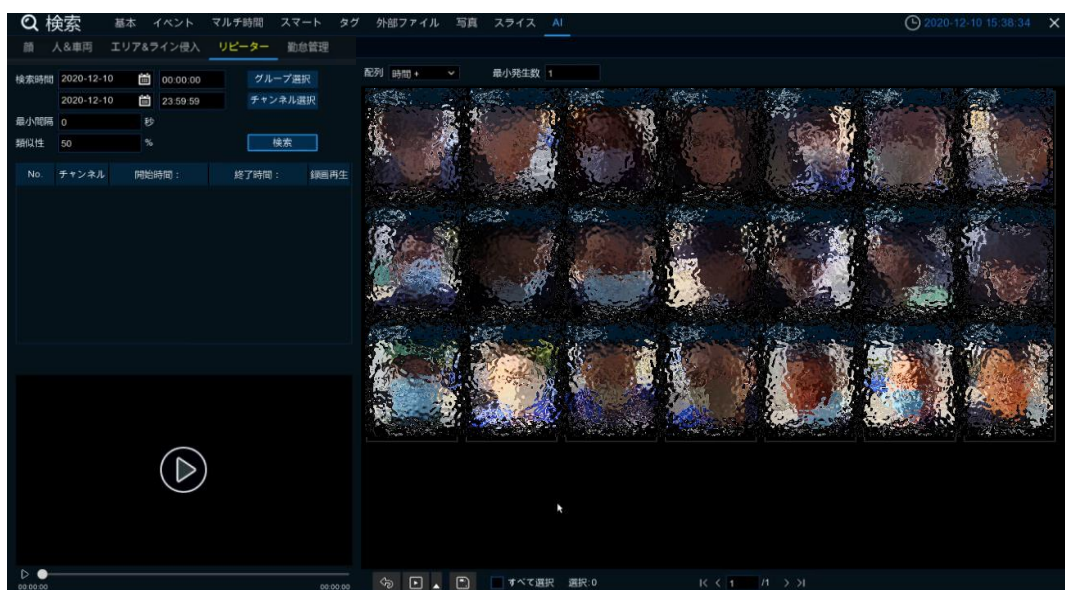 検索 基本 イベント マルチ時間 スマート タグ 外部ファイル 写真 スライス AI 2020-12-10 15:38:34
顔 人&車両 エリア&ライン侵入 リピーター 勤怠管理
検索時間 2020-12-10 00:00:00 グループ選択
2020-12-10 23:59:59 チャンネル選択
最小間隔 0 秒
類似性 50 % 検索
No. チャンネル 開始時間： 終了時間： 録画再生
配列 時間 + 最小発生数 1
00:00:00 00:00:00
すべて選択 選択:0 1 /1